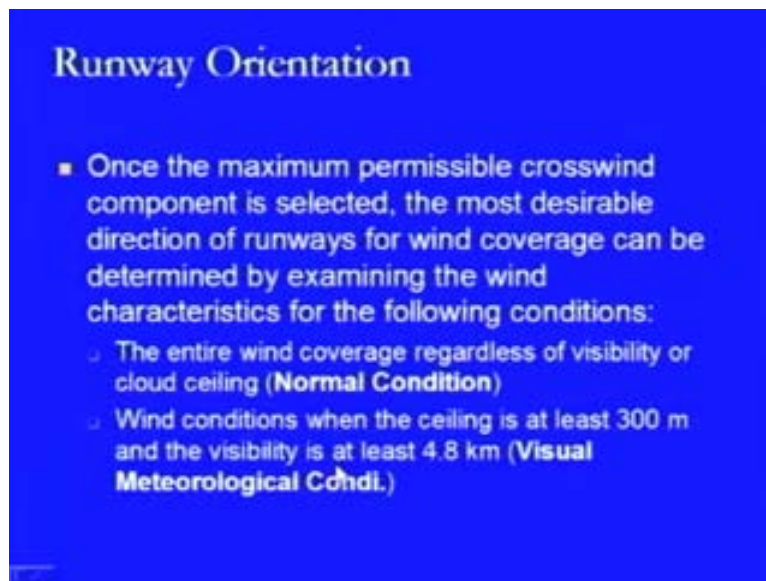 Runway Orientation
Once the maximum permissible crosswind
component is selected, the most desirable
direction of runways for wind coverage can be
determined by examining the wind
characteristics for the following conditions:
The entire wind coverage regardless of visibility or
cloud ceiling (Normal Condition)
Wind conditions when the ceiling is at least 300 m
and the visibility is at least 4.8 km (Visual
Meteorological Condi.)